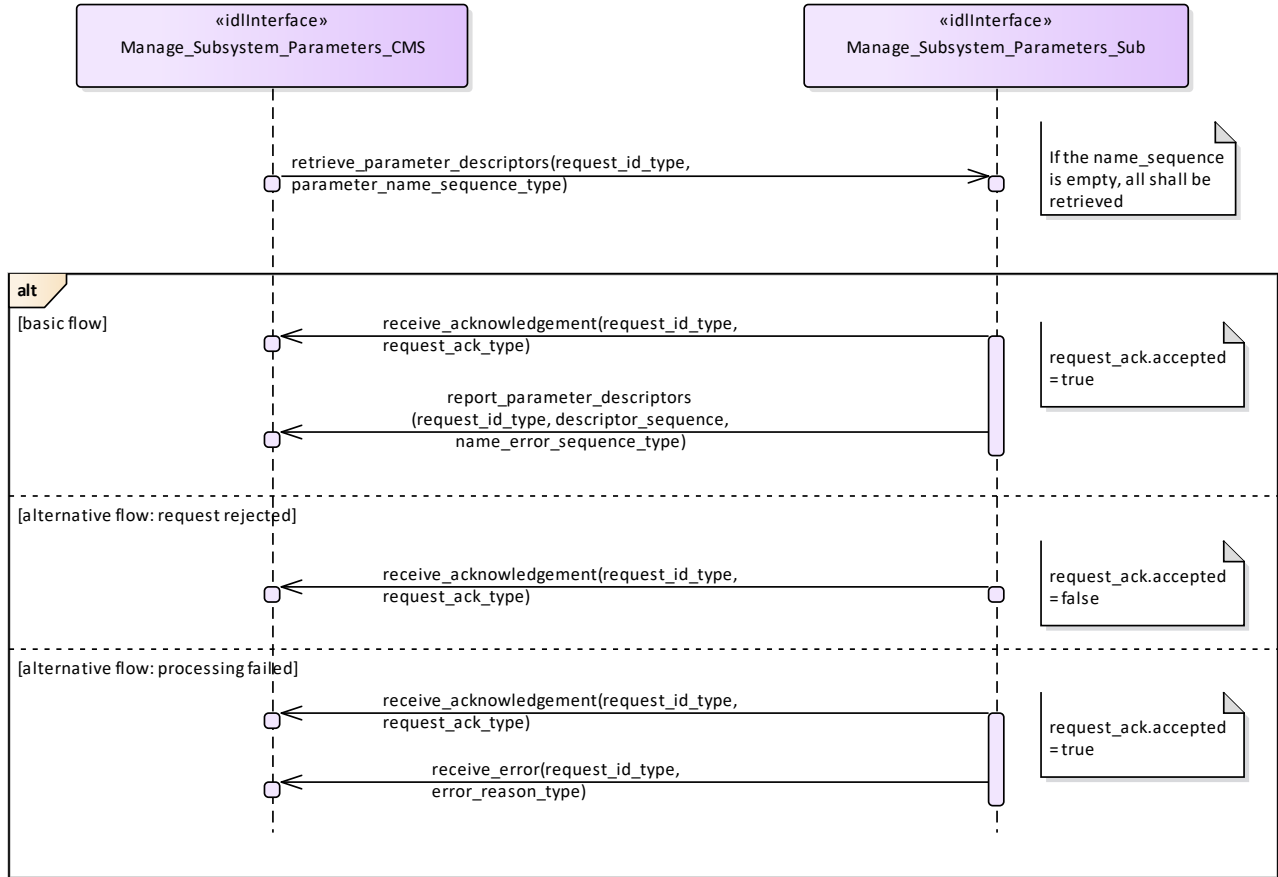 «idlInterface»
Manage_Subsystem_Parameters_CMS
«idlInterface»
Manage_Subsystem_Parameters_Sub
retrieve_parameter_descriptors(request_id_type,
parameter_name_sequence_type)
If the name_sequence
is empty, all shall be
retrieved
alt
[basic flow]
receive_acknowledgement(request_id_type,
request_ack_type)
request_ack.accepted
=true
report_parameter_descriptors
(request_id_type, descriptor_sequence,
name_error_sequence_type)
[alternative flow: request rejected]
receive_acknowledgement(request_id_type,
request_ack_type)
request_ack.accepted
=false
[alternative flow: processing failed]
receive_acknowledgement(request_id_type,
request_ack_type)
request_ack.accepted
=true
receive_error(request_id_type,
error_reason_type)